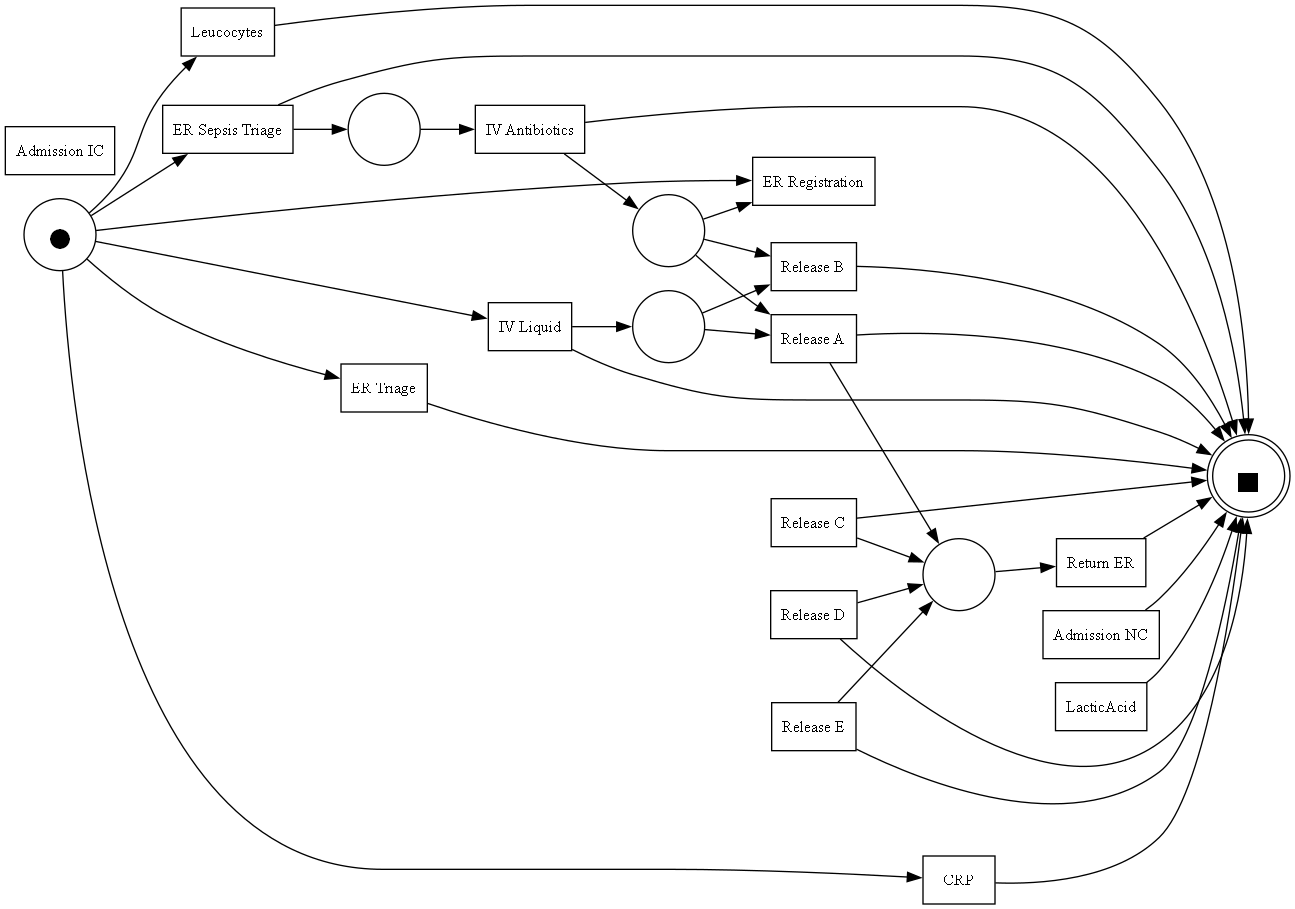 Leucocytes
ER Sepsis Triage
IV Antibiotics
Admission IC
ER Registration
Release B
IV Liquid
Release A
ER Triage
Release C
Return ER
Release D
Admission NC
LacticAcid
Release E
CRP